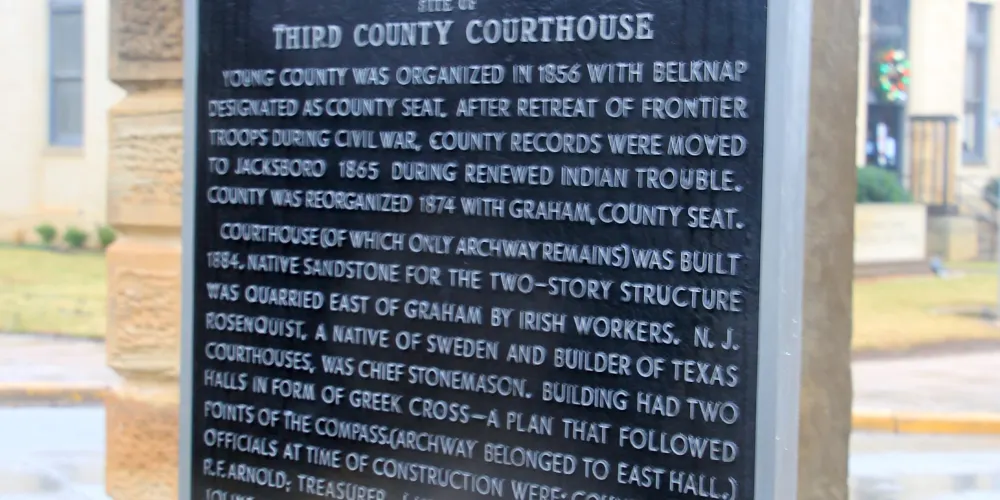 SITE OF
THIRD COUNTY COURTHOUSE
YOUNG COUNTY WAS ORGANIZED IN 1856 WITH BELKNAP
DESIGNATED AS COUNTY SEAT. AFTER RETREAT OF FRONTIER
TROOPS DURING CIVIL WAR, COUNTY RECORDS WERE MOVED
TO JACKSBORO 1865 DURING RENEWED INDIAN TROUBLE.
COUNTY WAS REORGANIZED 1874 WITH GRAHAM, COUNTY SEAT.
COURTHOUSE (OF WHICH ONLY ARCHWAY REMAINS) WAS BUILT
1884. NATIVE SANDSTONE FOR THE TWO-STORY STRUCTURE
WAS QUARRIED EAST OF GRAHAM BY IRISH WORKERS. N. J.
ROSENQUIST, A NATIVE OF SWEDEN AND BUILDER OF TEXAS
COURTHOUSES, WAS CHIEF STONEMASON. BUILDING HAD TWO
HALLS IN FORM OF GREEK CROSS—A PLAN THAT FOLLOWED
POINTS OF THE COMPASS. (ARCHWAY BELONGED TO EAST HALL.)
OFFICIALS AT TIME OF CONSTRUCTION WERE:
R. F. ARNOLD; TREASURER,